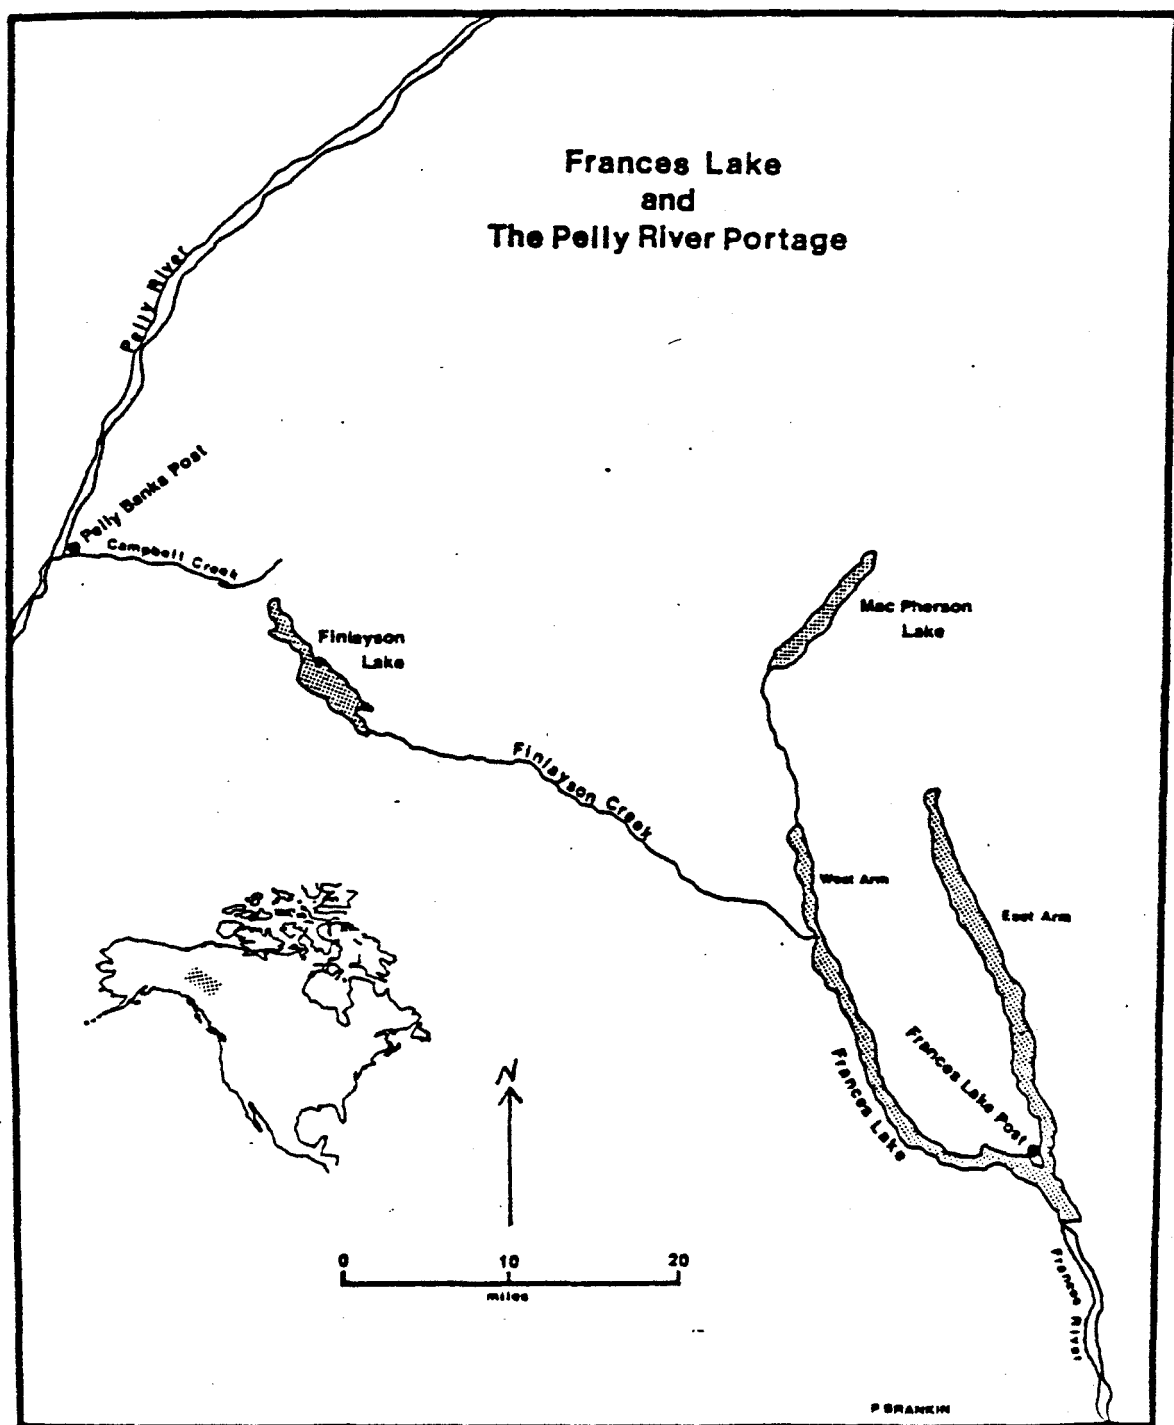 Frances Lake
and
The Pelly River Portage
Pelly River
Pelly Banks Post
Campbell Creek
Finlayson
Lake
Mac Pherson
Lake
Finlayson Creek
West Arm
East Arm
Frances Lake Post
Frances Lake
N
0 10 20
miles
Frances River
P BRANKIN